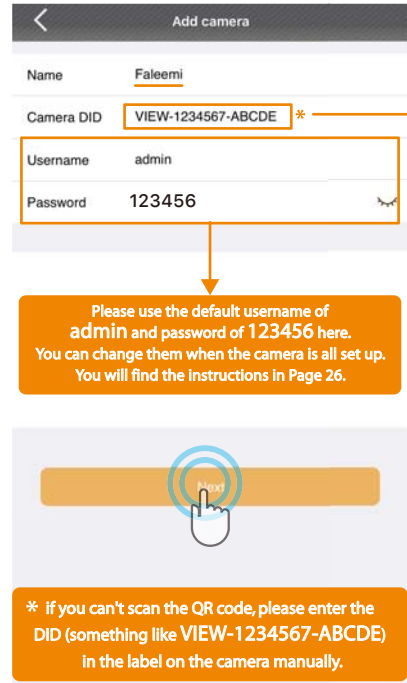 Add camera
Name Faleemi
Camera DID VIEW-1234567-ABCDE *
Username admin
Password 123456
Please use the default username of
admin and password of 123456 here.
You can change them when the camera is all set up.
You will find the instructions in Page 26.
Next
* if you can't scan the QR code, please enter the
DID (something like VIEW-1234567-ABCDE)
in the label on the camera manually.